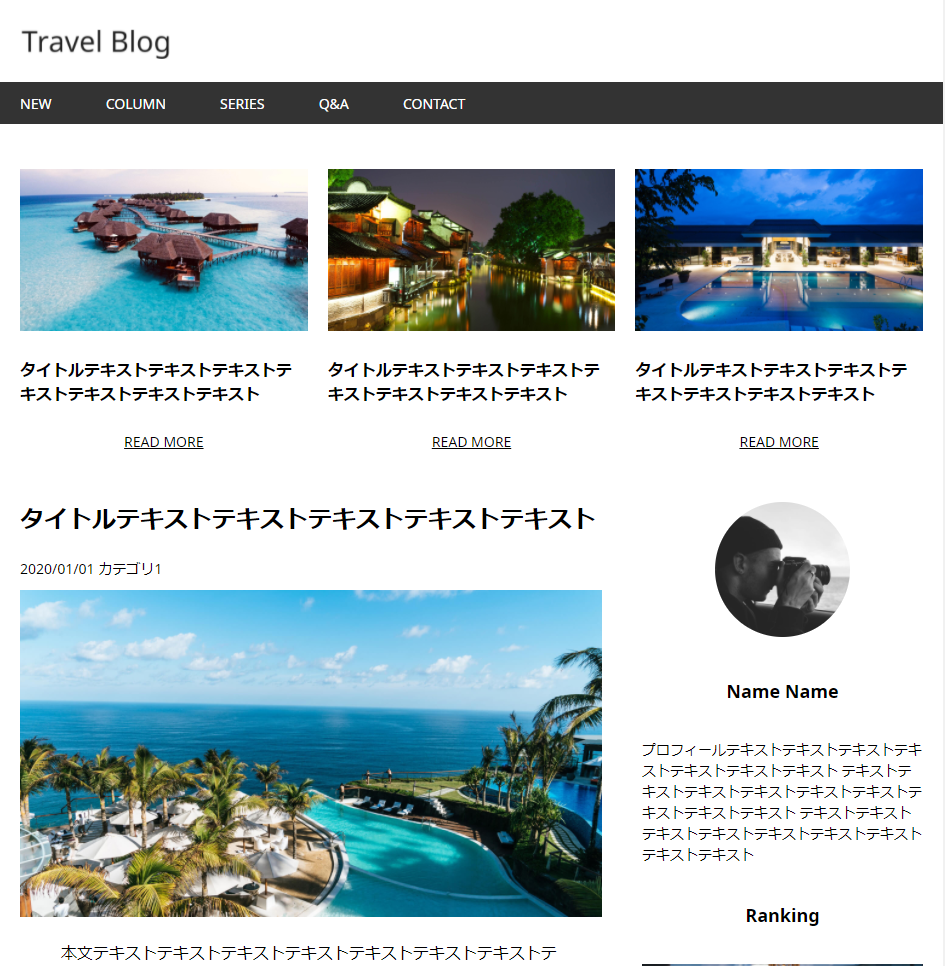 Travel Blog
NEW COLUMN SERIES Q&A CONTACT
タイトルテキストテキストテキストテ
キストテキストテキストテキスト
READ MORE
タイトルテキストテキストテキストテ
キストテキストテキストテキスト
READ MORE
タイトルテキストテキストテキストテ
キストテキストテキストテキスト
READ MORE
タイトルテキストテキストテキストテキストテキスト
2020/01/01 カテゴリ1
本文テキストテキストテキストテキストテキストテキストテキストテ
Name Name
プロフィールテキストテキストテキストテキ
ストテキストテキストテキスト テキストテ
キストテキストテキストテキストテキストテ
キストテキストテキスト テキストテキスト
テキストテキストテキストテキストテキスト
テキストテキスト
Ranking